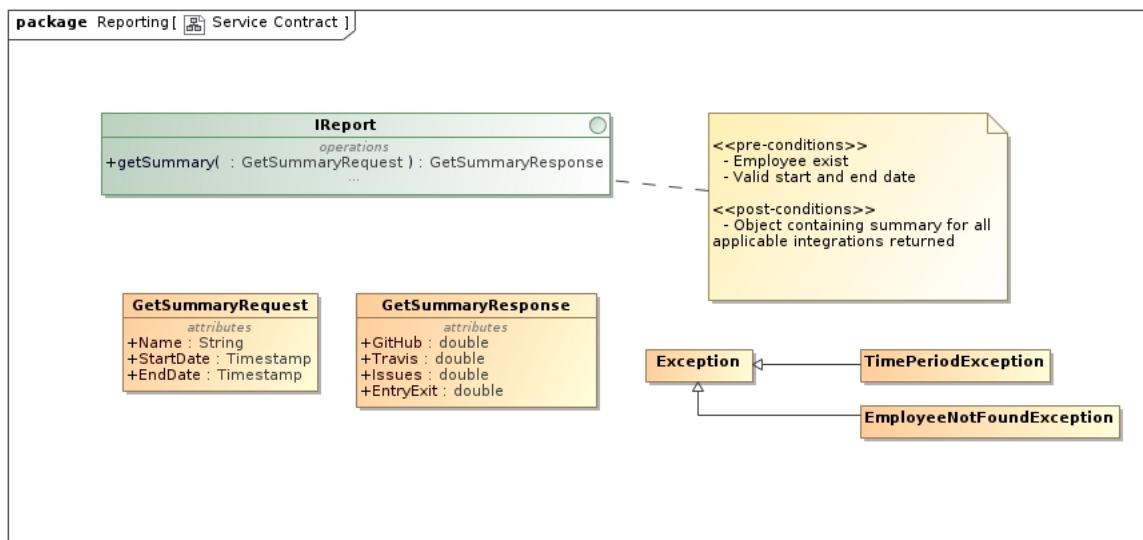 package Reporting[ Service Contract ]
IReport
operations
+getSummary( : GetSummaryRequest ) : GetSummaryResponse
...
<<pre-conditions>>
- Employee exist
- Valid start and end date
<<post-conditions>>
- Object containing summary for all
applicable integrations returned
GetSummaryRequest
attributes
+Name : String
+StartDate : Timestamp
+EndDate : Timestamp
GetSummaryResponse
attributes
+GitHub : double
+Travis : double
+Issues : double
+EntryExit : double
Exception
TimePeriodException
EmployeeNotFoundException